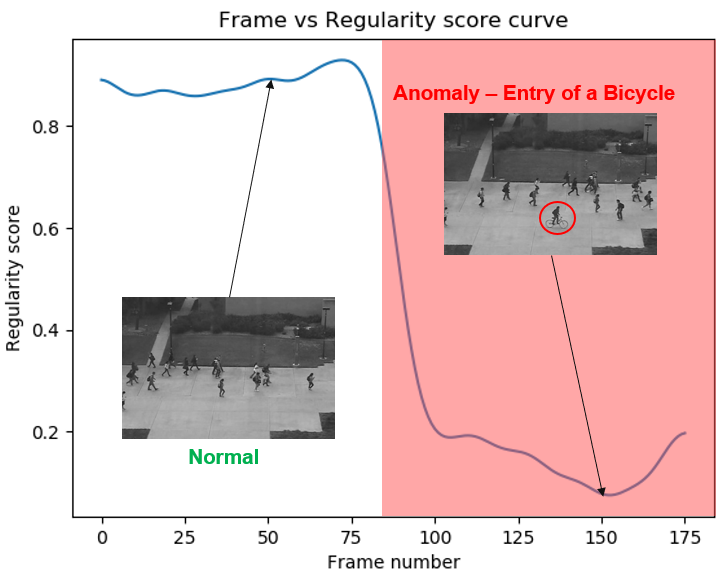 Frame vs Regularity score curve
Anomaly – Entry of a Bicycle
0.8
0.6
0.4
0.2
Regularity score
Normal
0
25
50
75
100
125
150
175
Frame number